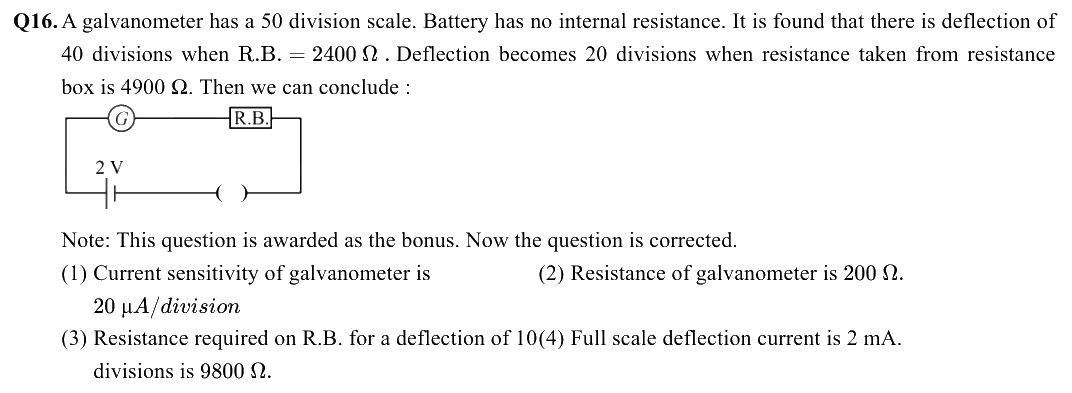 Q16. A galvanometer has a 50 division scale. Battery has no internal resistance. It is found that there is deflection of
40 divisions when R.B. = 2400 Ω . Deflection becomes 20 divisions when resistance taken from resistance
box is 4900 Ω. Then we can conclude :
G R.B.
2 V
( )
Note: This question is awarded as the bonus. Now the question is corrected.
(1) Current sensitivity of galvanometer is (2) Resistance of galvanometer is 200 Ω.
20 μA/division
(3) Resistance required on R.B. for a deflection of 10(4) Full scale deflection current is 2 mA.
divisions is 9800 Ω.